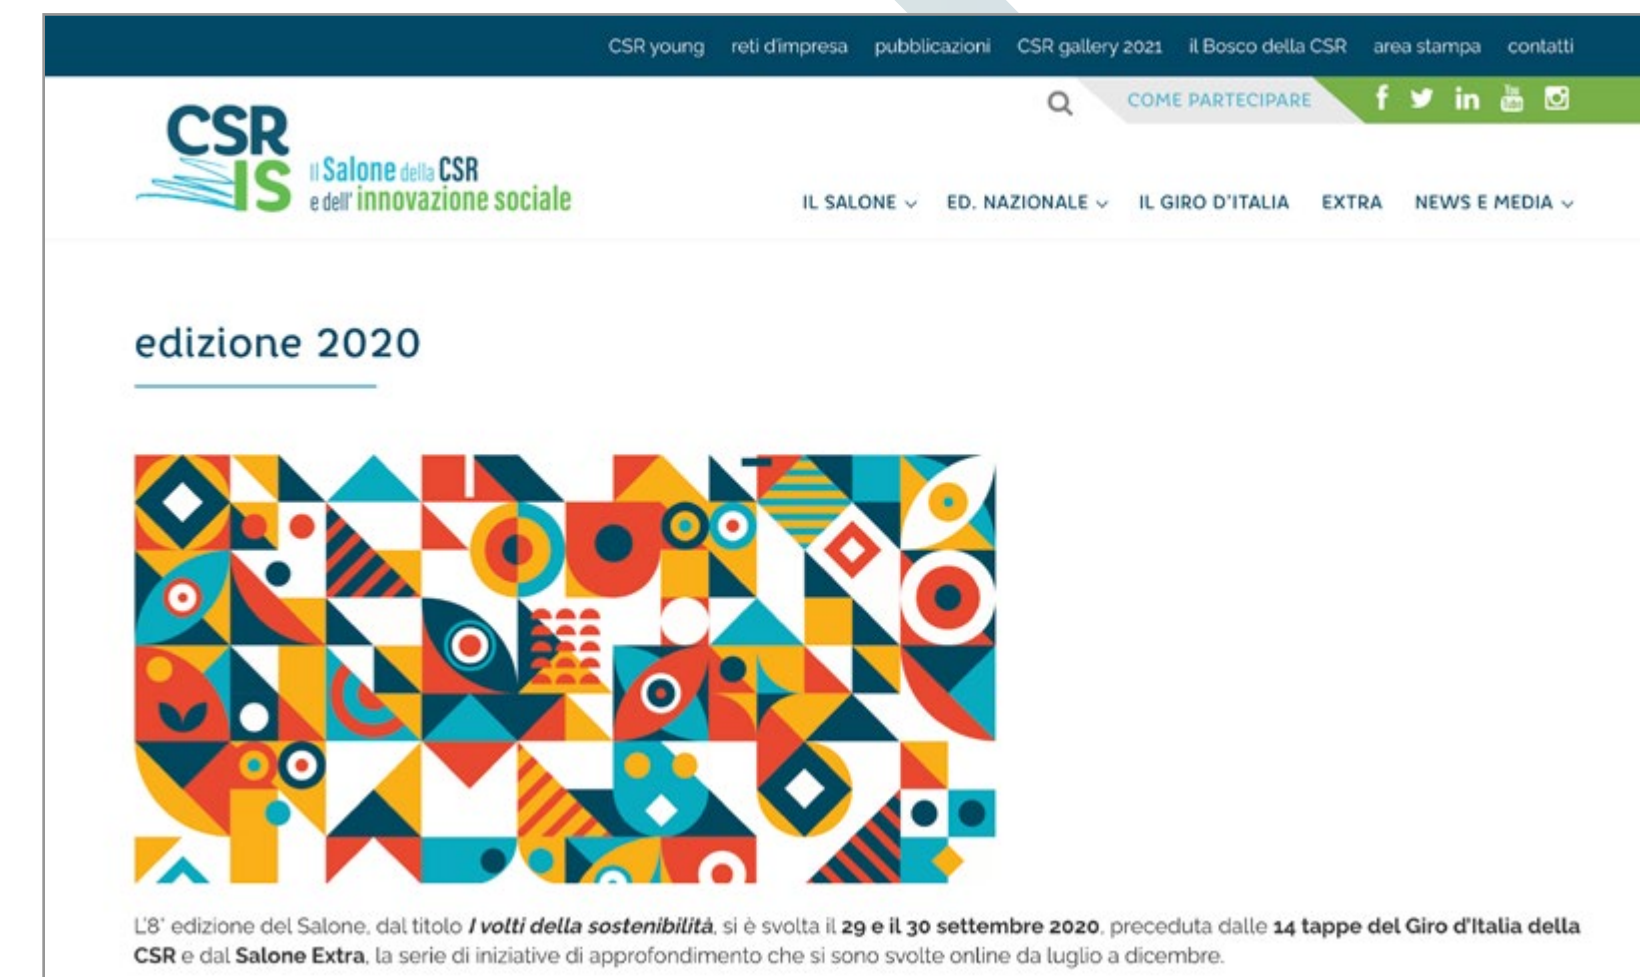 CSR young reti d'impresa pubblicazioni CSR gallery 2021 il Bosco della CSR area stampa contatti
COME PARTECIPARE
CSR
IS
Il Salone della CSR
e dell' innovazione sociale
IL SALONE ED. NAZIONALE IL GIRO D'ITALIA EXTRA NEWS E MEDIA
edizione 2020
L'8° edizione del Salone, dal titolo I volti della sostenibilità, si è svolta il 29 e il 30 settembre 2020, preceduta dalle 14 tappe del Giro d'Italia della
CSR e dal Salone Extra, la serie di iniziative di approfondimento che si sono svolte online da luglio a dicembre.